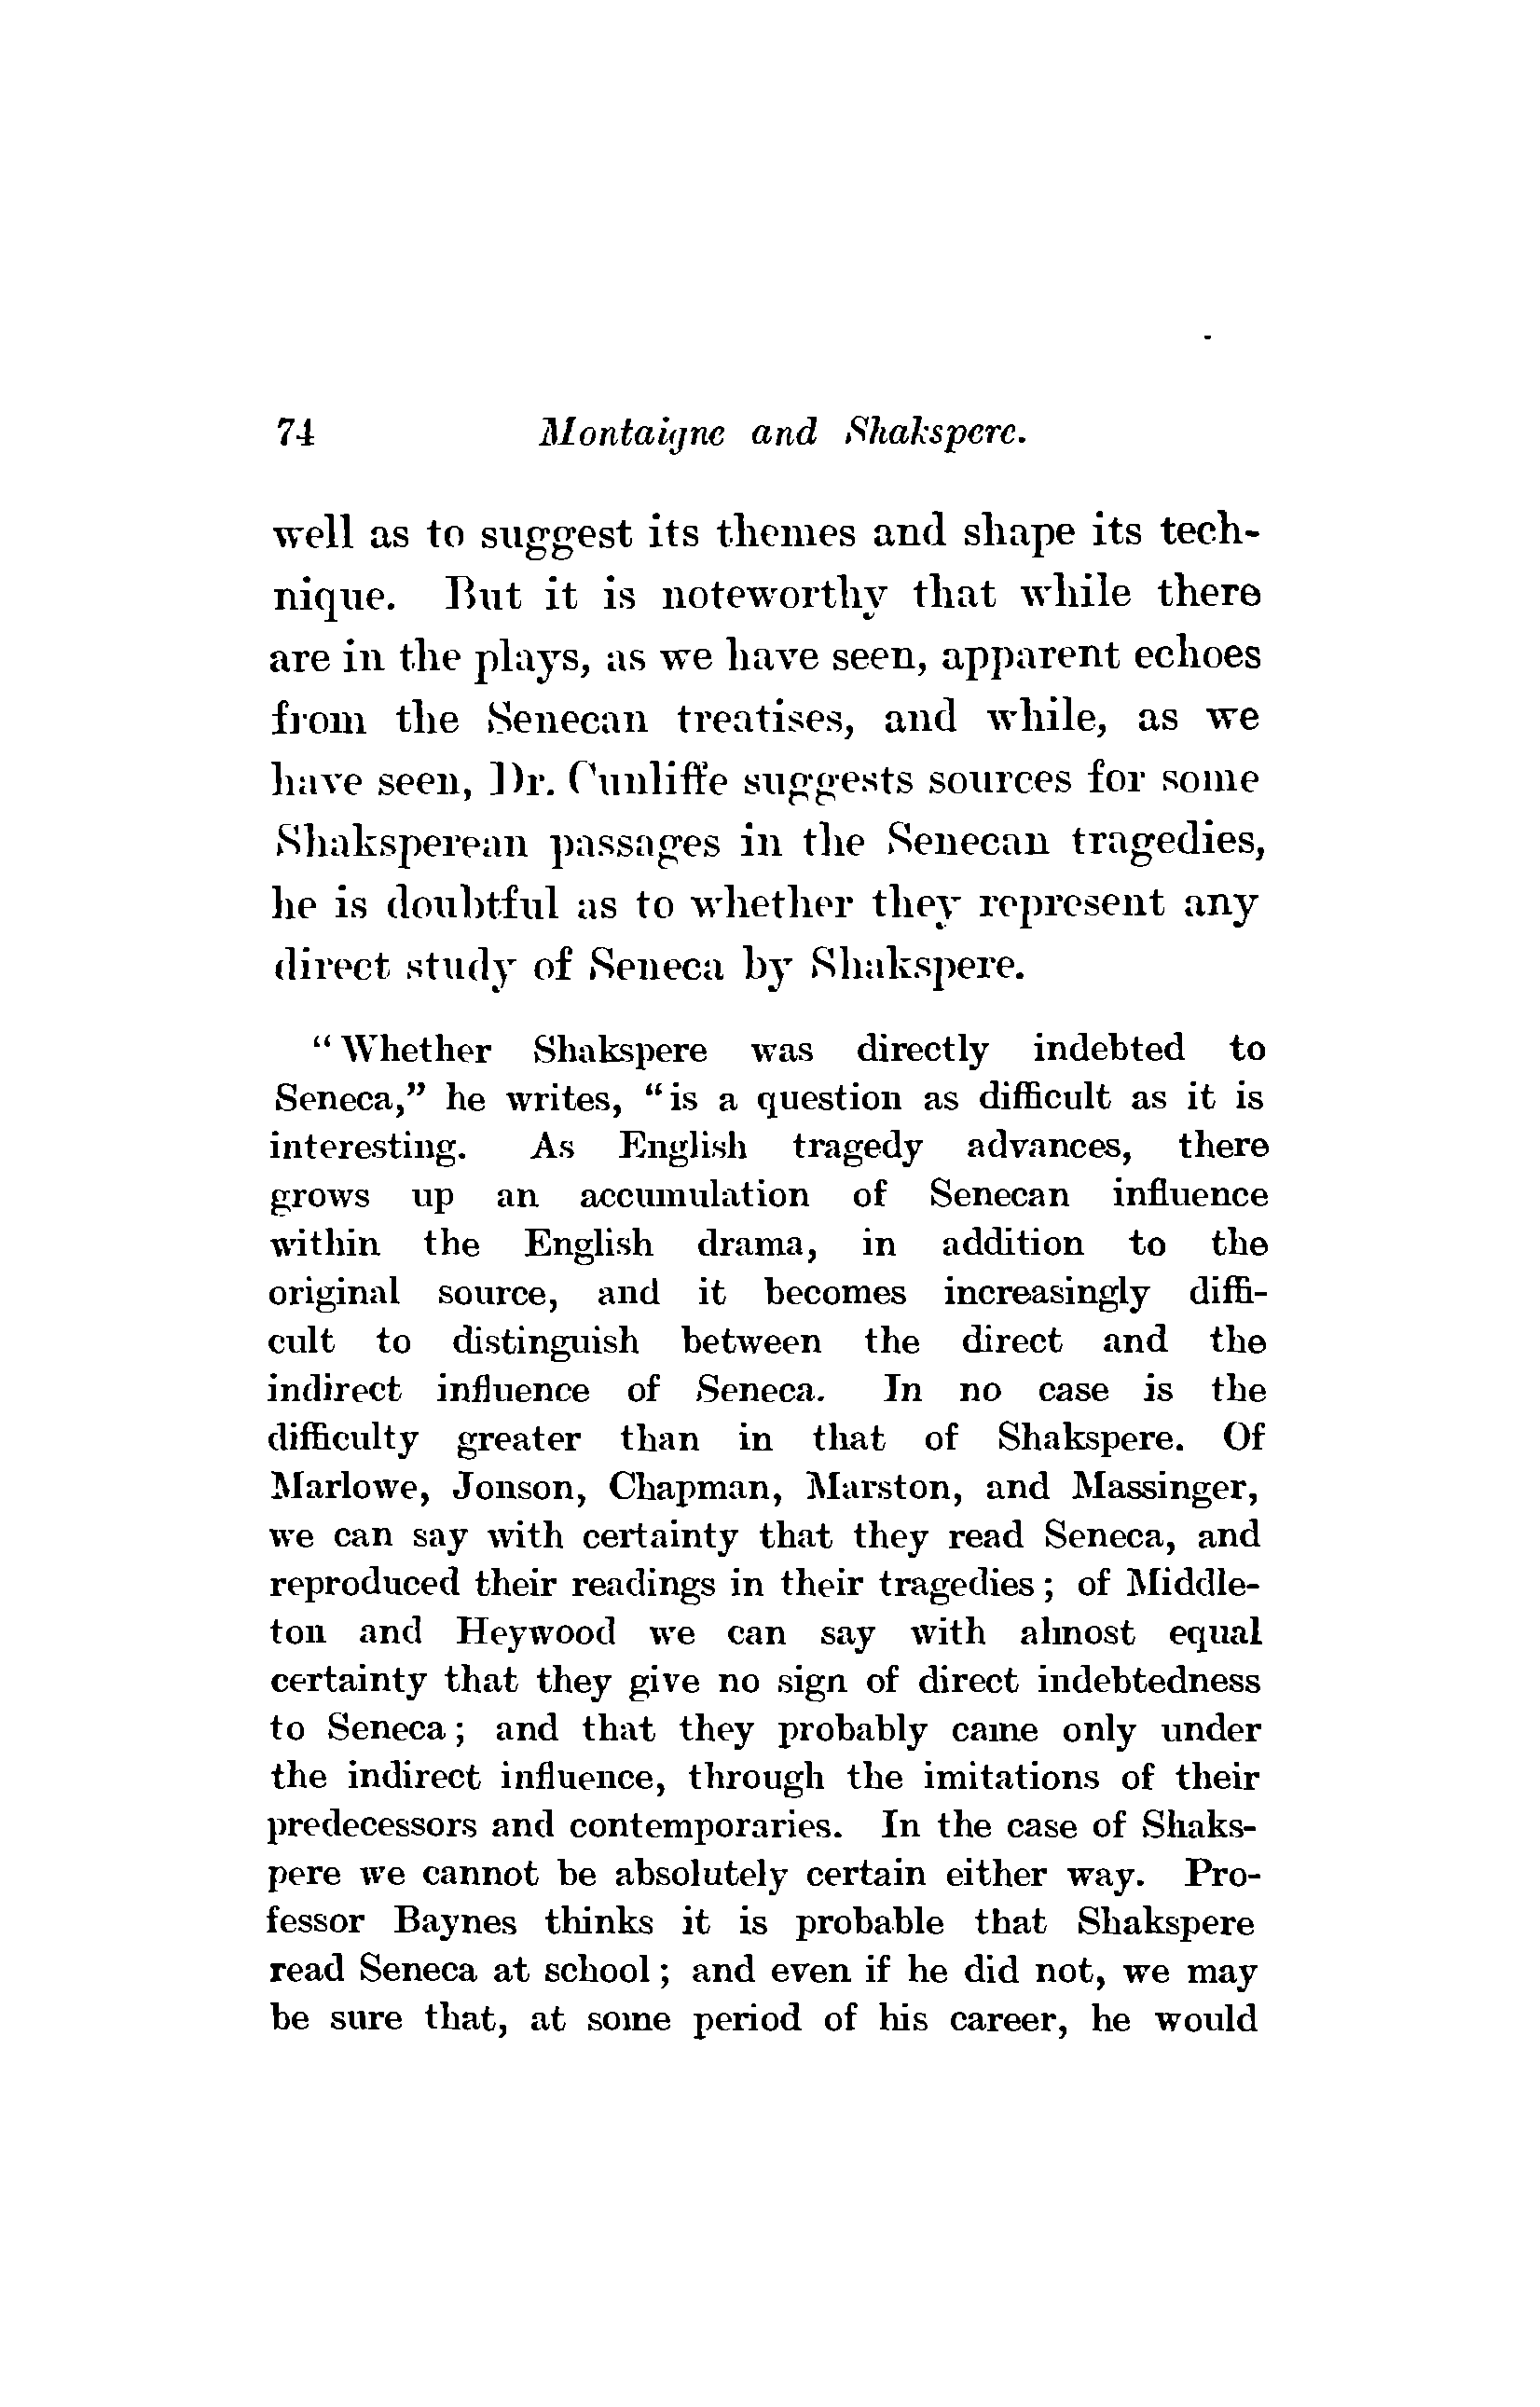 74 Montaigne and Shakspere.
well as to suggest its themes and shape its tech-
nique. But it is noteworthy that while there
are in the plays, as we have seen, apparent echoes
from the Senecan treatises, and while, as we
have seen, Dr. Cunliffe suggests sources for some
Shaksperean passages in the Senecan tragedies,
he is doubtful as to whether they represent any
direct study of Seneca by Shakspere.
“Whether Shakspere was directly indebted to
Seneca,” he writes, “is a question as difficult as it is
interesting. As English tragedy advances, there
grows up an accumulation of Senecan influence
within the English drama, in addition to the
original source, and it becomes increasingly diffi-
cult to distinguish between the direct and the
indirect influence of Seneca. In no case is the
difficulty greater than in that of Shakspere. Of
Marlowe, Jonson, Chapman, Marston, and Massinger,
we can say with certainty that they read Seneca, and
reproduced their readings in their tragedies; of Middle-
ton and Heywood we can say with almost equal
certainty that they give no sign of direct indebtedness
to Seneca; and that they probably came only under
the indirect influence, through the imitations of their
predecessors and contemporaries. In the case of Shaks-
pere we cannot be absolutely certain either way. Pro-
fessor Baynes thinks it is probable that Shakspere
read Seneca at school; and even if he did not, we may
be sure that, at some period of his career, he would